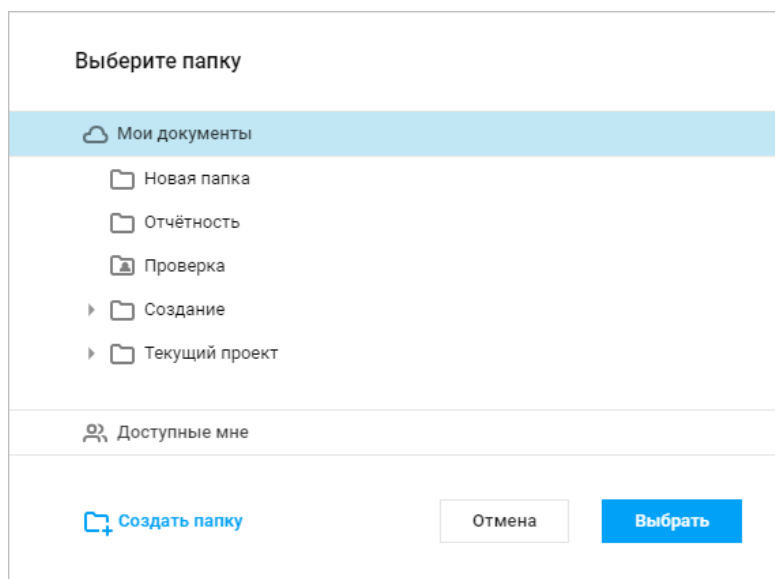 Выберите папку
Мои документы
Новая папка
Отчётность
Проверка
Создание
Текущий проект
Доступные мне
Создать папку
Отмена
Выбрать